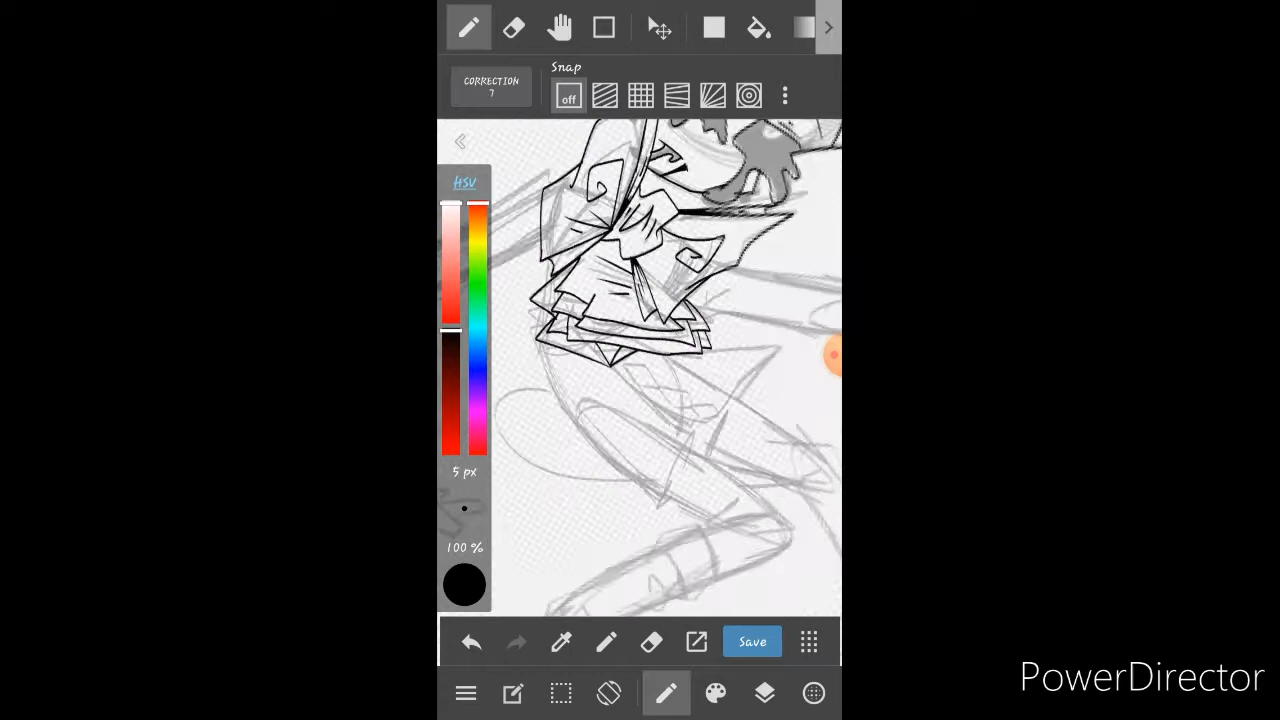 CORRECTION
7
Snap
off
HSV
5 px
100 %
Save
PowerDirector